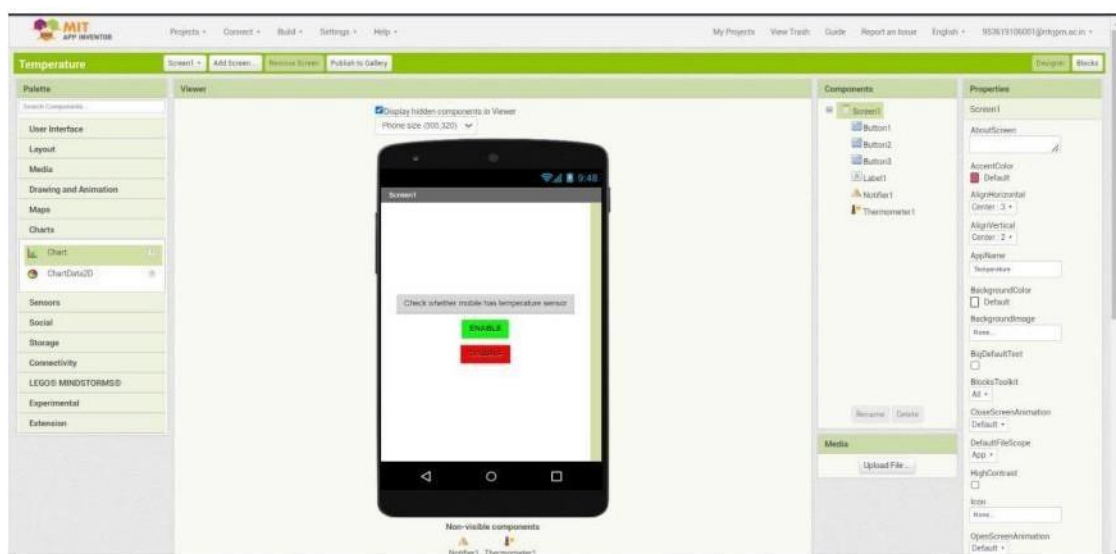 MIT
APP INVENTOR
Projects
Connect
Build
Settings
Help
My Projects
View Trash
Guide
Report an Issue
English
Temperature
Screen1
Add Screen ...
Remove Screen
Publish to Gallery
Designer
Blocks
Palette
Search Components...
User Interface
Layout
Media
Drawing and Animation
Maps
Charts
Chart
ChartData2D
Sensors
Social
Storage
Connectivity
LEGO® MINDSTORMS®
Experimental
Extension
Viewer
Display hidden components in Viewer
Phone size (505,320)
9:48
Screen1
Check whether mobile has temperature sensor
ENABLE
Non-visible components
Notifier1 Thermometer1
Components
Screen1
Button1
Button2
Button3
Label1
Notifier1
Thermometer1
Rename Delete
Media
Upload File ...
Properties
Screen1
AboutScreen
AccentColor
Default
AlignHorizontal
Center : 3
AlignVertical
Center : 2
AppName
Temperature
BackgroundColor
Default
BackgroundImage
None...
BigDefaultText
BlocksToolkit
All
CloseScreenAnimation
Default
DefaultFileScope
App
HighContrast
Icon
None...
OpenScreenAnimation
Default